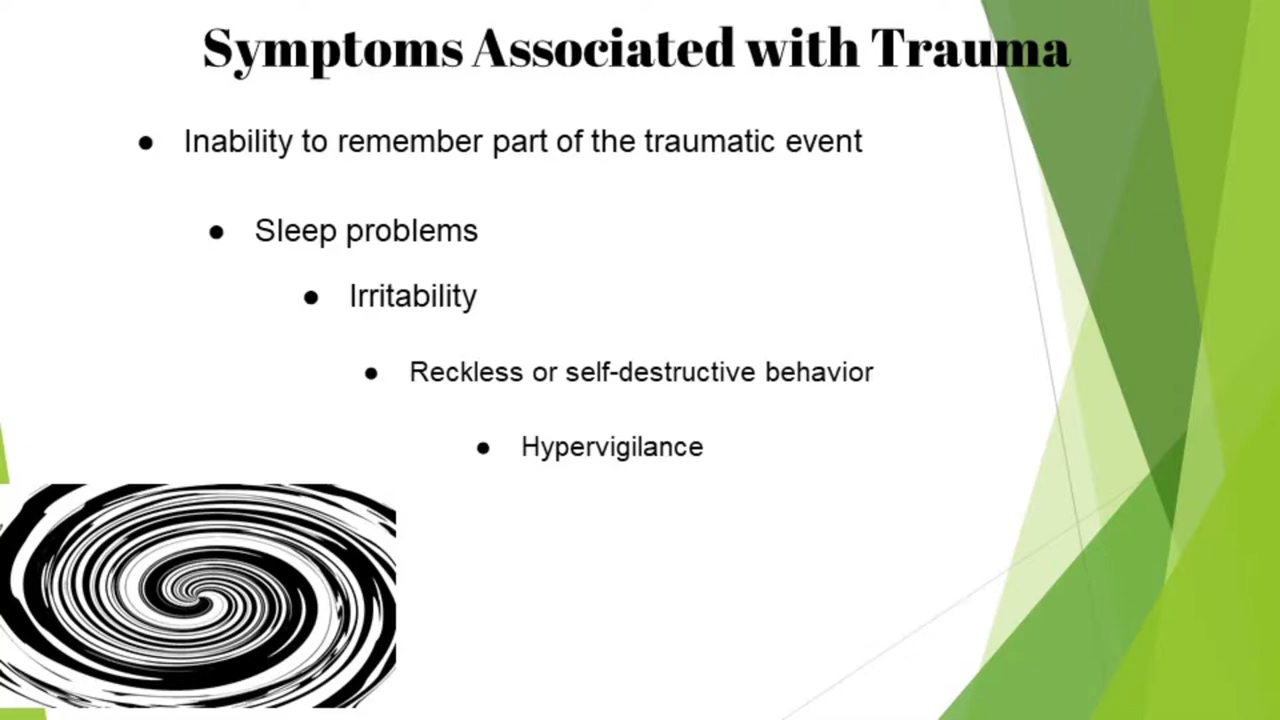 Symptoms Associated with Trauma
● Inability to remember part of the traumatic event
● Sleep problems
● Irritability
● Reckless or self-destructive behavior
● Hypervigilance